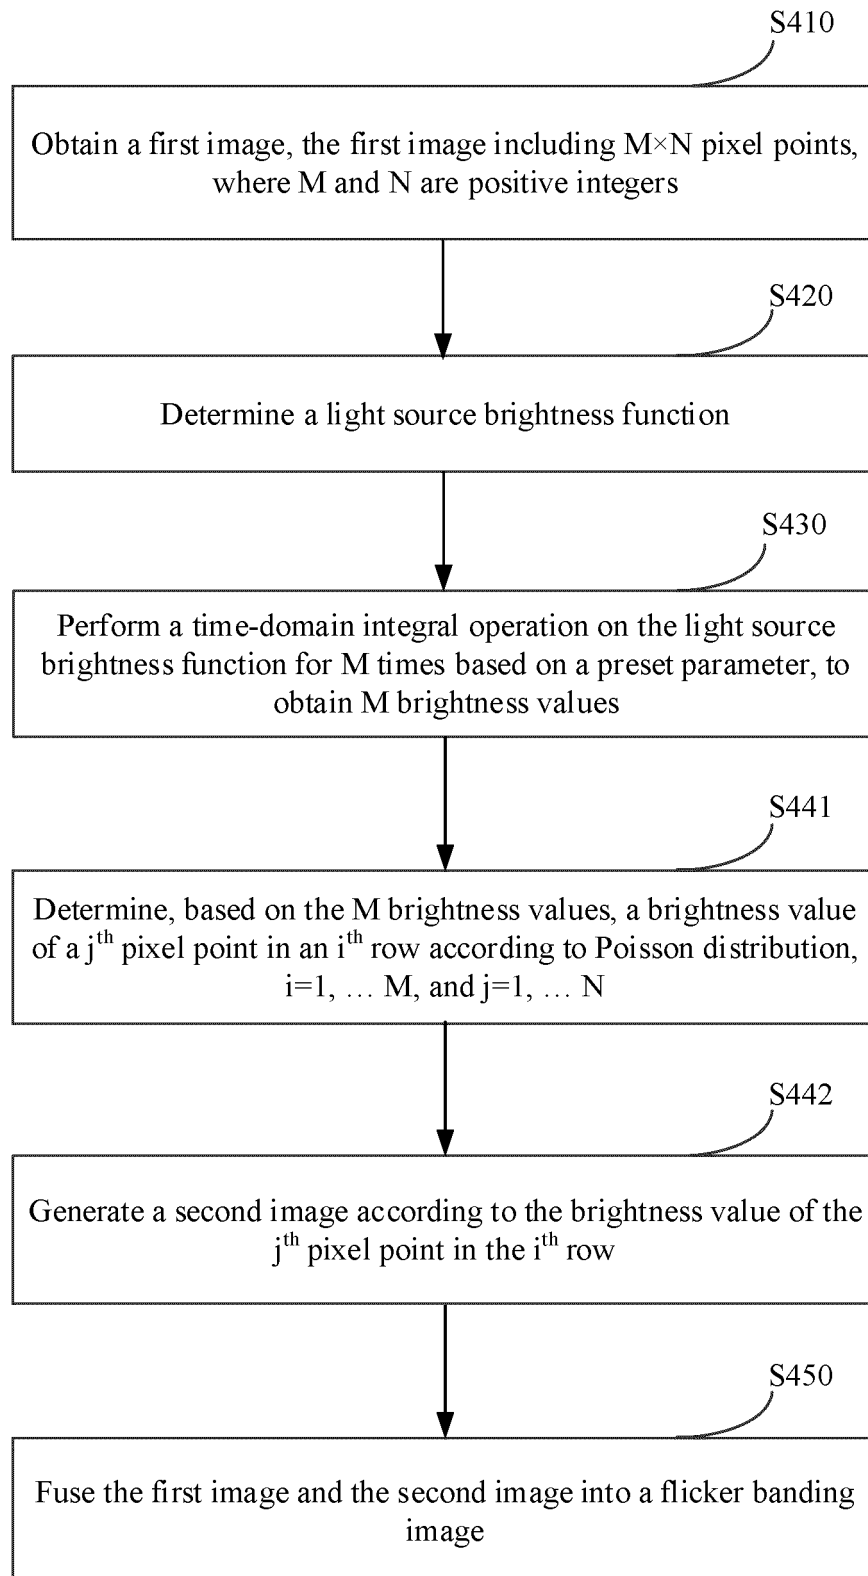 S410
Obtain a first image, the first image including M×N pixel points,
where M and N are positive integers
S420
Determine a light source brightness function
S430
Perform a time-domain integral operation on the light source
brightness function for M times based on a preset parameter, to
obtain M brightness values
S441
Determine, based on the M brightness values, a brightness value
of a jth pixel point in an ith row according to Poisson distribution,
i=1, … M, and j=1, … N
S442
Generate a second image according to the brightness value of the
jth pixel point in the ith row
S450
Fuse the first image and the second image into a flicker banding
image